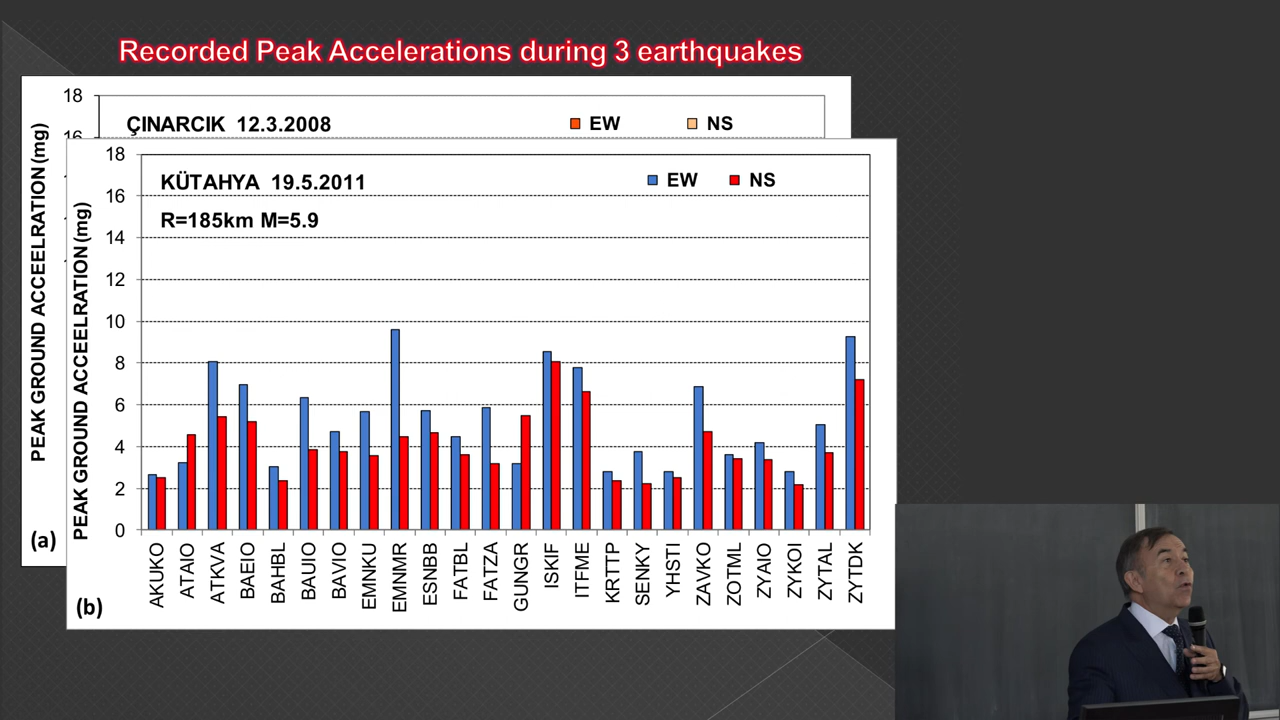 Recorded Peak Accelerations during 3 earthquakes
18
ÇINARCIK 12.3.2008
EW
NS
16
PEAK GROUND ACCEELRATION (mg)
(a)
18
KÜTAHYA 19.5.2011
EW
NS
16
R=185km M=5.9
14
12
10
8
6
4
2
0
PEAK GROUND ACCEELRATION (mg)
AKUKO
ATAIO
ATKVA
BAEIO
BAHBL
BAUIO
BAVIO
EMNKU
EMNMR
ESNBB
FATBL
FATZA
GUNGR
ISKIF
ITFME
KRTTP
SENKY
YHSTI
ZAVKO
ZOTML
ZYAIO
ZYKOI
ZYTAL
ZYTDK
(b)